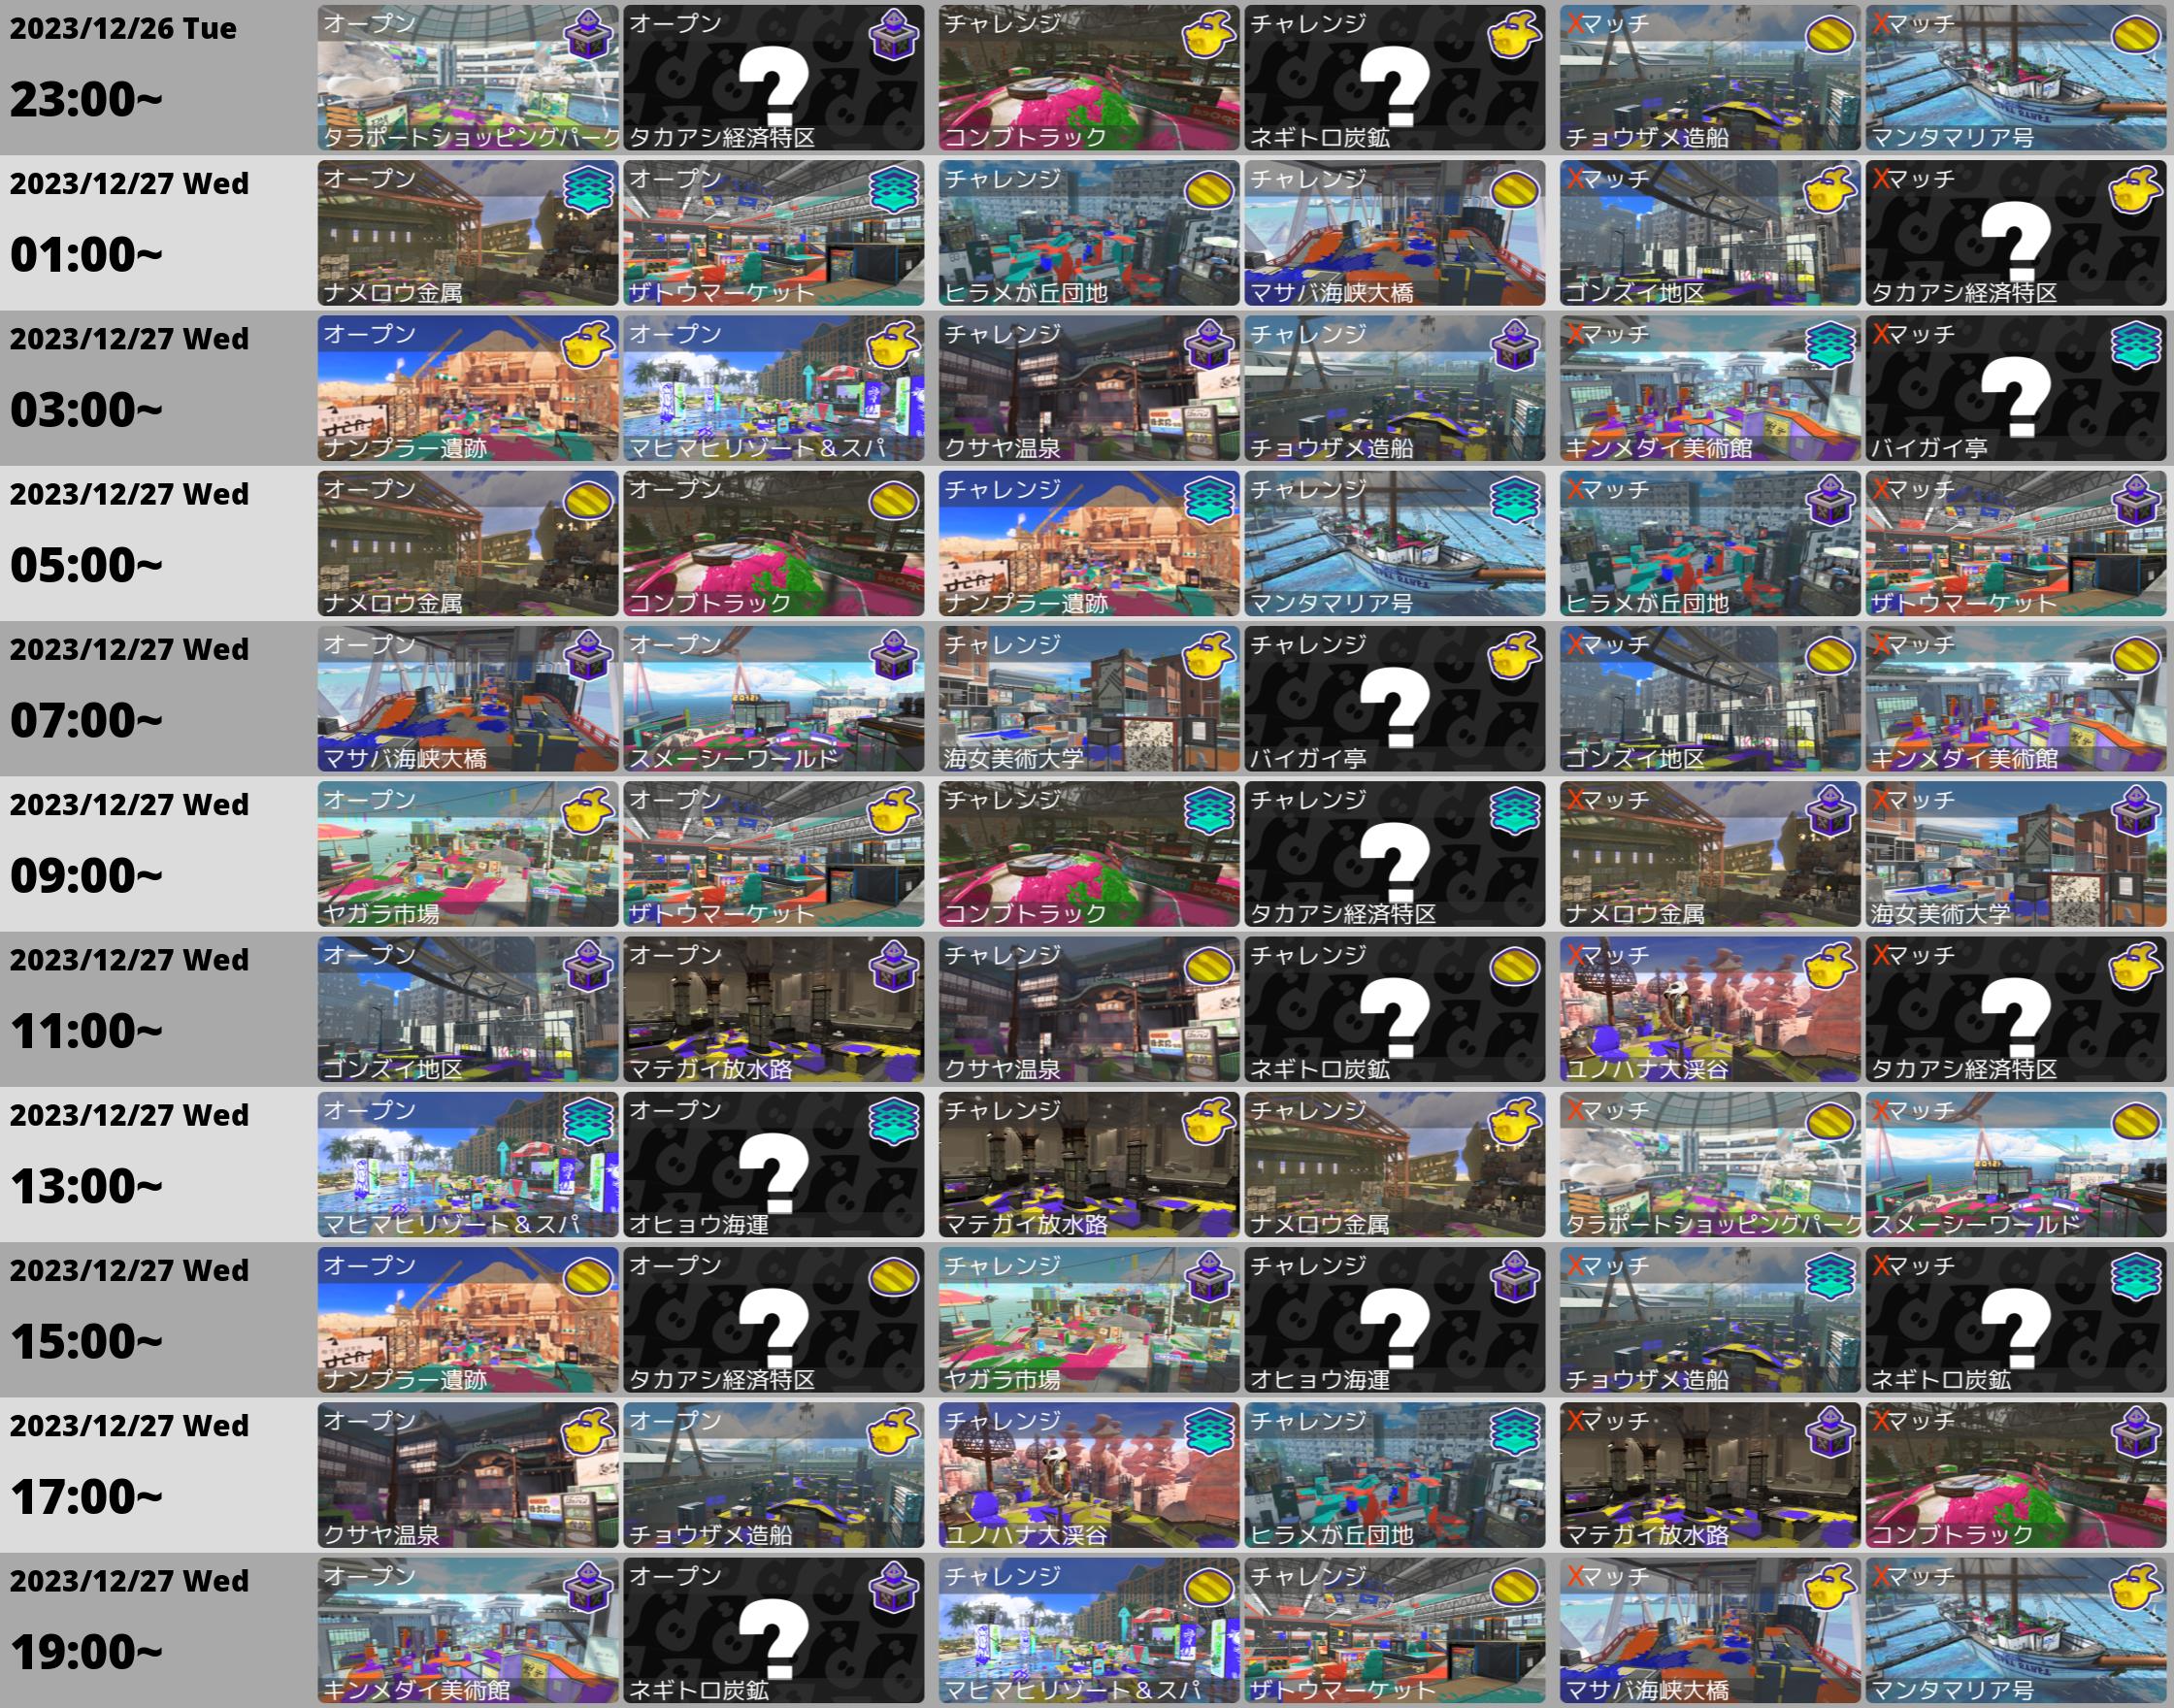 2023/12/26 Tue
23:00~
オープン
タラポートショッピングパーク
オープン
タカアシ経済特区
チャレンジ
コンブトラック
チャレンジ
ネギトロ炭鉱
Xマッチ
チョウザメ造船
Xマッチ
マンタマリア号
2023/12/27 Wed
01:00~
オープン
ナメロウ金属
オープン
ザトウマーケット
チャレンジ
ヒラメが丘団地
チャレンジ
マサバ海峡大橋
Xマッチ
ゴンズイ地区
Xマッチ
タカアシ経済特区
2023/12/27 Wed
03:00~
オープン
ナンプラー遺跡
オープン
マヒマヒリゾート＆スパ
チャレンジ
クサヤ温泉
チャレンジ
チョウザメ造船
Xマッチ
キンメダイ美術館
Xマッチ
バイガイ亭
2023/12/27 Wed
05:00~
オープン
ナメロウ金属
オープン
コンブトラック
チャレンジ
ナンプラー遺跡
チャレンジ
マンタマリア号
Xマッチ
ヒラメが丘団地
Xマッチ
ザトウマーケット
2023/12/27 Wed
07:00~
オープン
マサバ海峡大橋
オープン
スメーシーワールド
チャレンジ
海女美術大学
チャレンジ
バイガイ亭
Xマッチ
ゴンズイ地区
Xマッチ
キンメダイ美術館
2023/12/27 Wed
09:00~
オープン
ヤガラ市場
オープン
ザトウマーケット
チャレンジ
コンブトラック
チャレンジ
タカアシ経済特区
Xマッチ
ナメロウ金属
Xマッチ
海女美術大学
2023/12/27 Wed
11:00~
オープン
ゴンズイ地区
オープン
マテガイ放水路
チャレンジ
クサヤ温泉
チャレンジ
ネギトロ炭鉱
Xマッチ
ユノハナ大渓谷
Xマッチ
タカアシ経済特区
2023/12/27 Wed
13:00~
オープン
マヒマヒリゾート＆スパ
オープン
オヒョウ海運
チャレンジ
マテガイ放水路
チャレンジ
ナメロウ金属
Xマッチ
タラポートショッピングパーク
Xマッチ
スメーシーワールド
2023/12/27 Wed
15:00~
オープン
ナンプラー遺跡
オープン
タカアシ経済特区
チャレンジ
ヤガラ市場
チャレンジ
オヒョウ海運
Xマッチ
チョウザメ造船
Xマッチ
ネギトロ炭鉱
2023/12/27 Wed
17:00~
オープン
クサヤ温泉
オープン
チョウザメ造船
チャレンジ
ユノハナ大渓谷
チャレンジ
ヒラメが丘団地
Xマッチ
マテガイ放水路
Xマッチ
コンブトラック
2023/12/27 Wed
19:00~
オープン
キンメダイ美術館
オープン
ネギトロ炭鉱
チャレンジ
マヒマヒリゾート＆スパ
チャレンジ
ザトウマーケット
Xマッチ
マサバ海峡大橋
Xマッチ
マンタマリア号